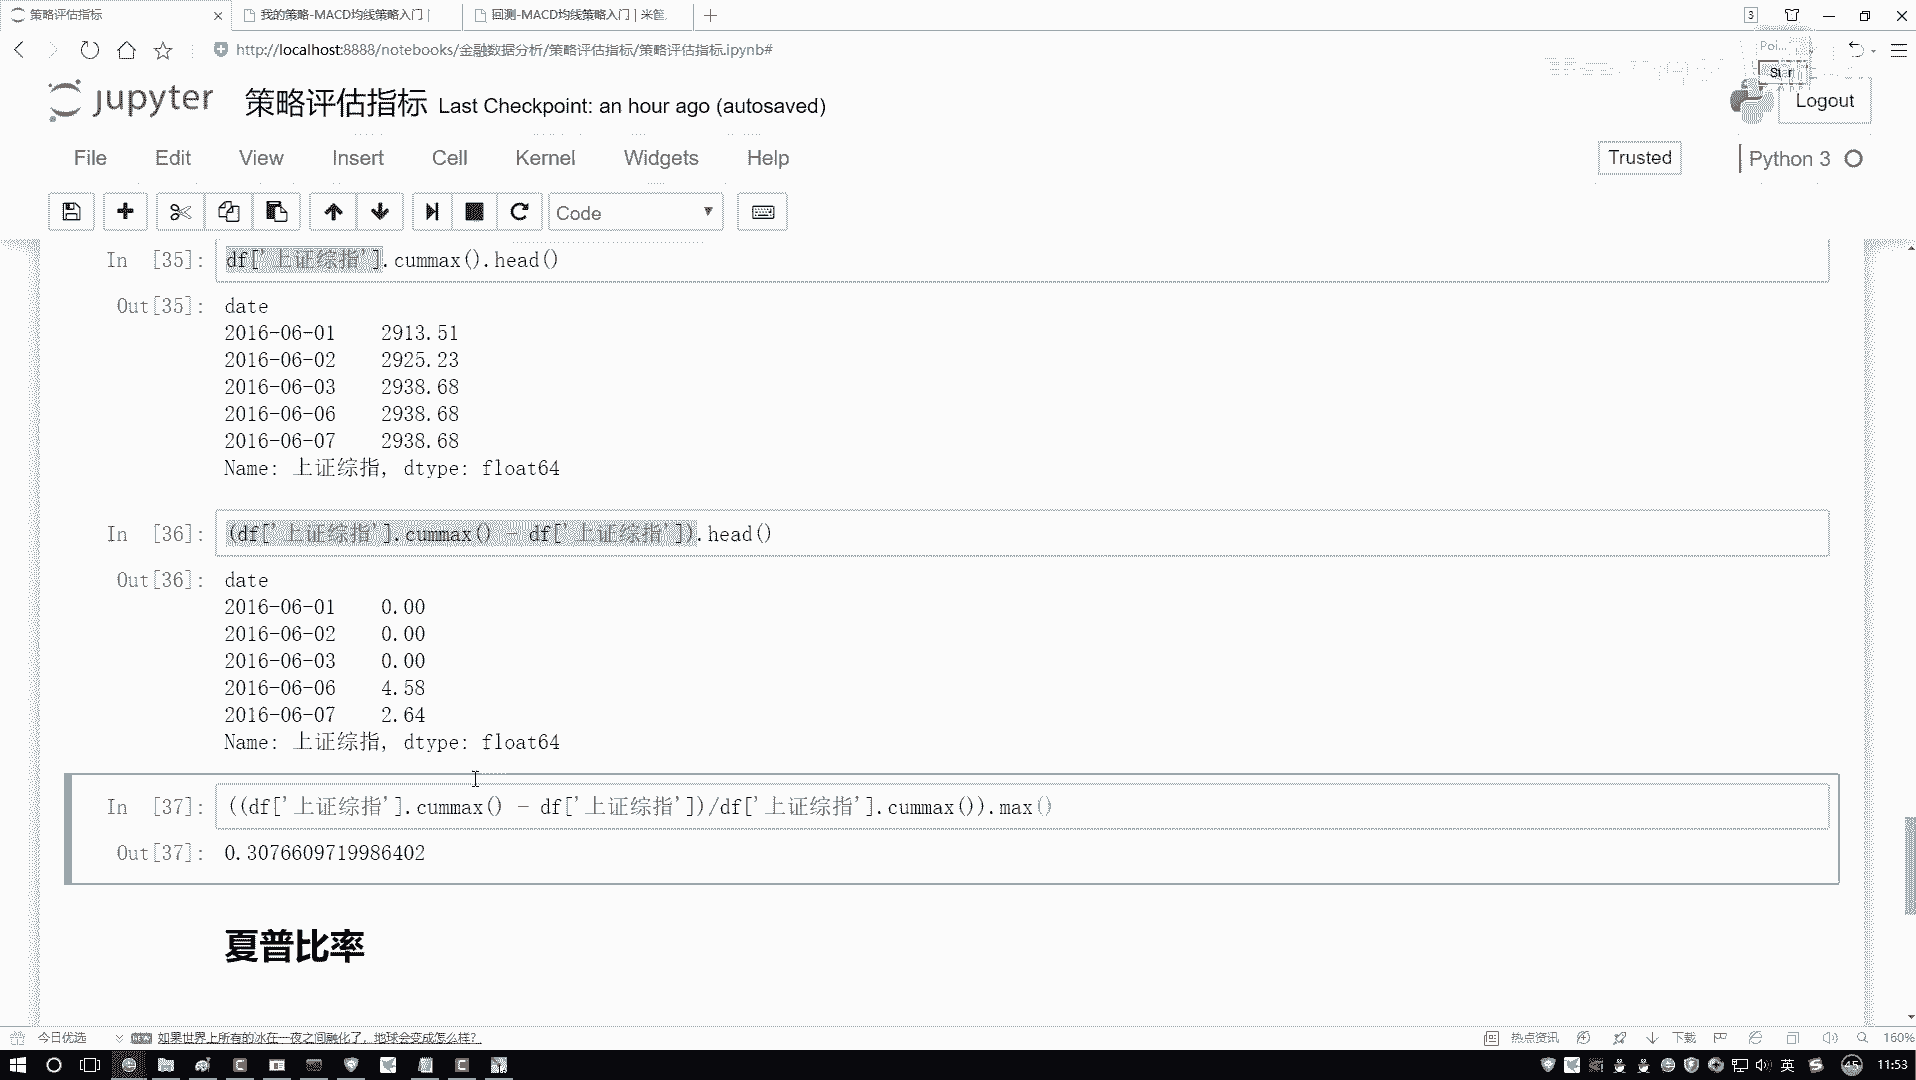 策略评估指标
我的策略-MACD均线策略入门 |
回测-MACD均线策略入门 | 米筐
3
http://localhost:8888/notebooks/金融数据分析/策略评估指标/策略评估指标.ipynb#
Poi...
jupyter 策略评估指标 Last Checkpoint: an hour ago (autosaved)
Logout
File Edit View Insert Cell Kernel Widgets Help
Trusted Python 3
Code
In [35]: df['上证综指'].cummax().head()
Out[35]: date
2016-06-01 2913.51
2016-06-02 2925.23
2016-06-03 2938.68
2016-06-06 2938.68
2016-06-07 2938.68
Name: 上证综指, dtype: float64
In [36]: (df['上证综指'].cummax() - df['上证综指']).head()
Out[36]: date
2016-06-01 0.00
2016-06-02 0.00
2016-06-03 0.00
2016-06-06 4.58
2016-06-07 2.64
Name: 上证综指, dtype: float64
In [37]: ((df['上证综指'].cummax() - df['上证综指'])/df['上证综指'].cummax()).max()
Out[37]: 0.3076609719986402
夏普比率
今日优选 NEW 如果世界上所有的冰在一夜之间融化了，地球会变成怎么样？
热点资讯 下载 160%
英 45 11:53